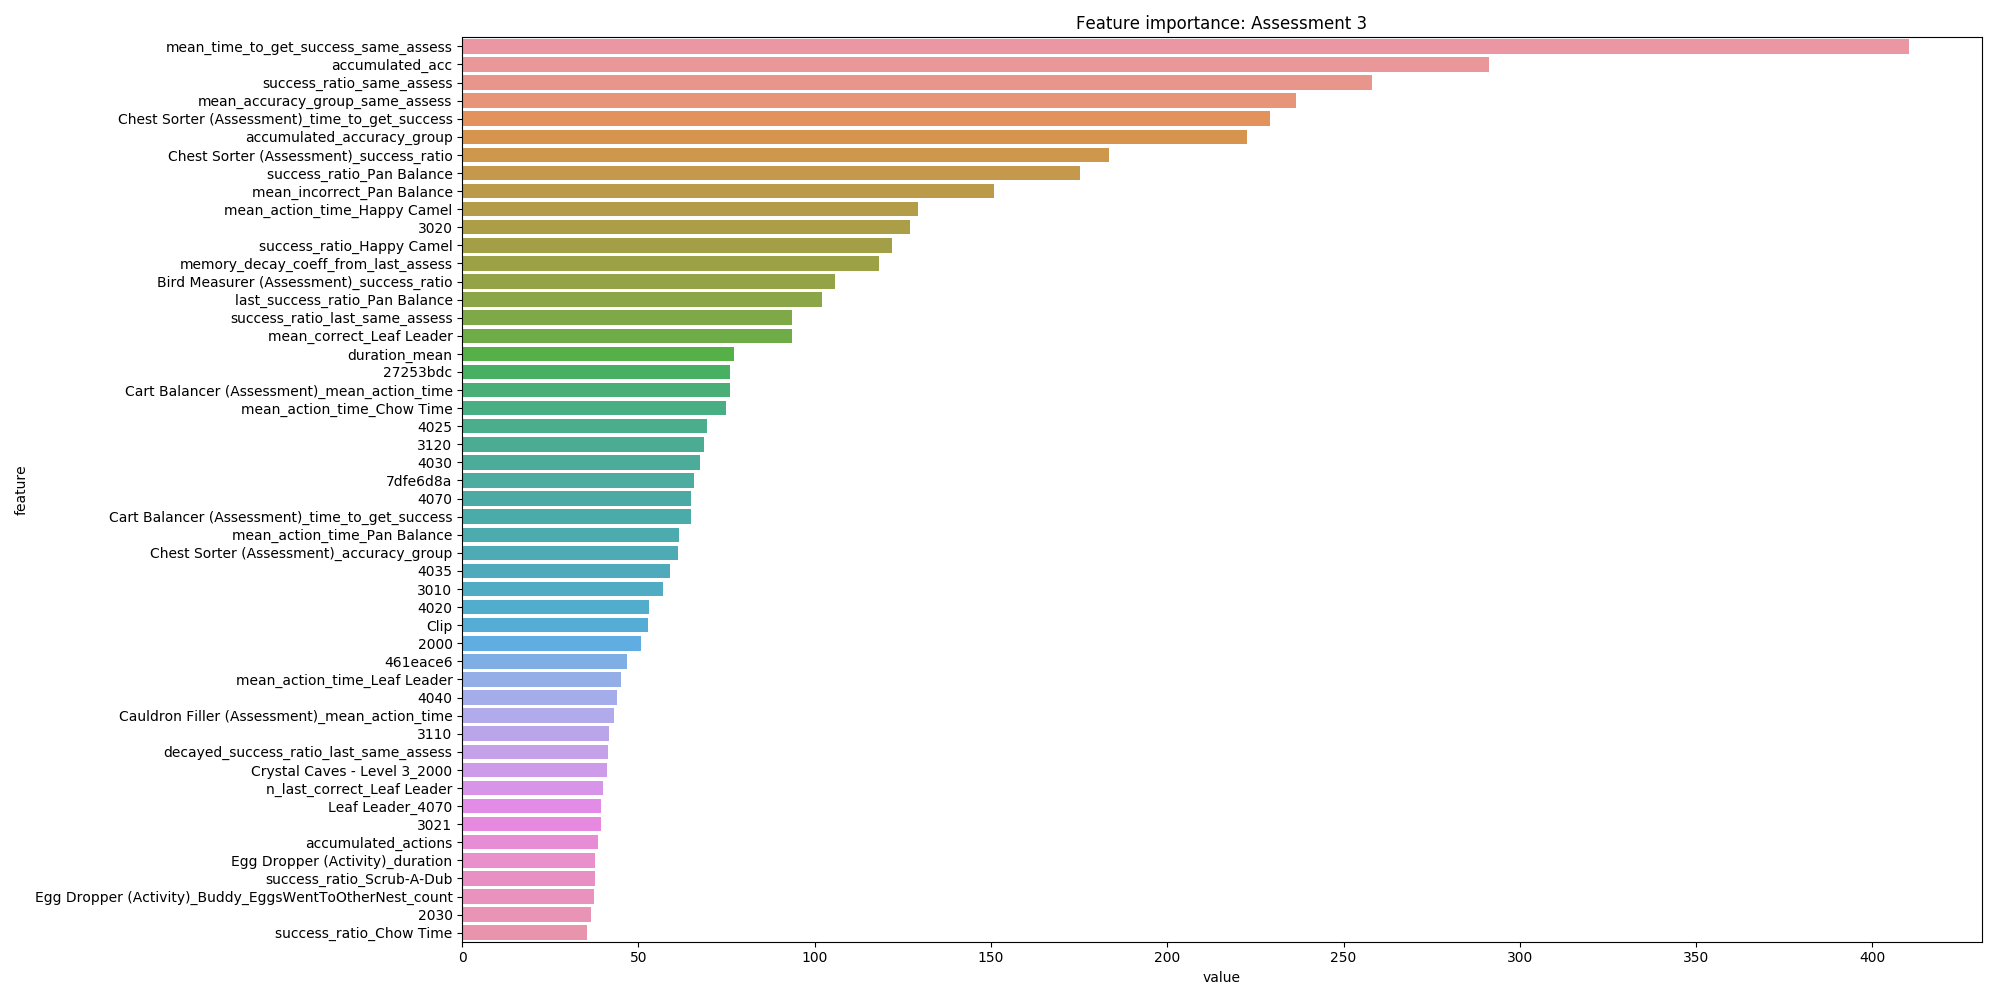 Feature importance: Assessment 3
mean_time_to_get_success_same_assess
accumulated_acc
success_ratio_same_assess
mean_accuracy_group_same_assess
Chest Sorter (Assessment)_time_to_get_success
accumulated_accuracy_group
Chest Sorter (Assessment)_success_ratio
success_ratio_Pan Balance
mean_incorrect_Pan Balance
mean_action_time_Happy Camel
3020
success_ratio_Happy Camel
memory_decay_coeff_from_last_assess
Bird Measurer (Assessment)_success_ratio
last_success_ratio_Pan Balance
success_ratio_last_same_assess
mean_correct_Leaf Leader
duration_mean
27253bdc
Cart Balancer (Assessment)_mean_action_time
mean_action_time_Chow Time
4025
3120
4030
7dfe6d8a
4070
Cart Balancer (Assessment)_time_to_get_success
mean_action_time_Pan Balance
Chest Sorter (Assessment)_accuracy_group
4035
3010
4020
Clip
2000
461eace6
mean_action_time_Leaf Leader
4040
Cauldron Filler (Assessment)_mean_action_time
3110
decayed_success_ratio_last_same_assess
Crystal Caves - Level 3_2000
n_last_correct_Leaf Leader
Leaf Leader_4070
3021
accumulated_actions
Egg Dropper (Activity)_duration
success_ratio_Scrub-A-Dub
Egg Dropper (Activity)_Buddy_EggsWentToOtherNest_count
2030
success_ratio_Chow Time
feature
0 50 100 150 200 250 300 350 400
value